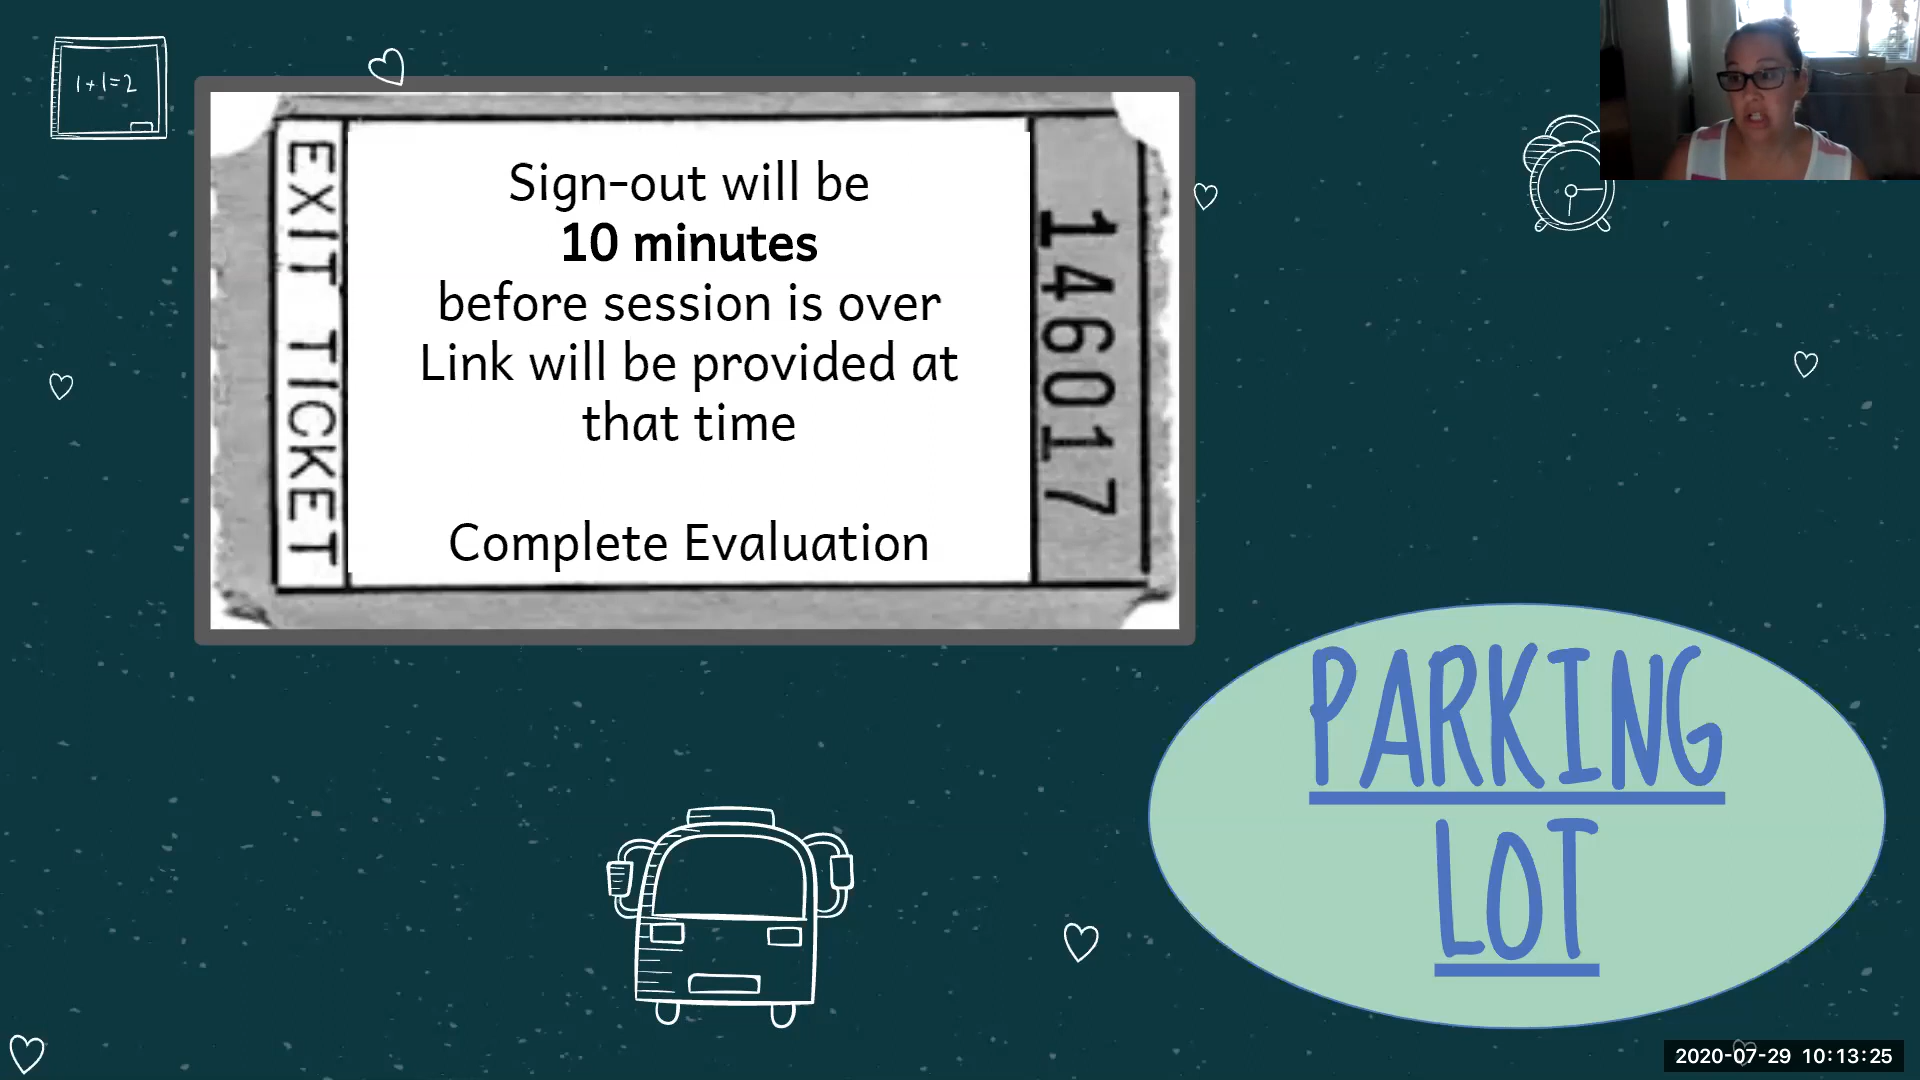 1+1=2
EXIT TICKET
Sign-out will be
10 minutes
before session is over
Link will be provided at
that time
Complete Evaluation
146017
PARKING
LOT
2020-07-29 10:13:25